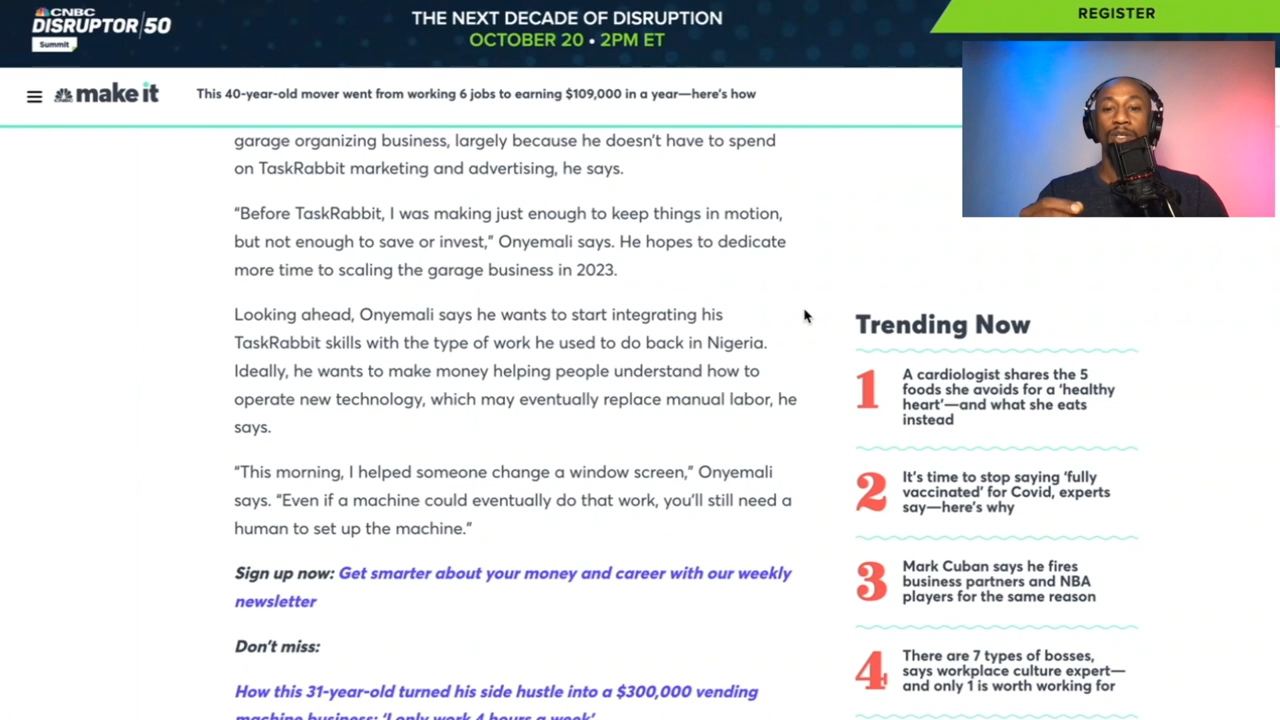 CNBC
DISRUPTOR/50
Summit
THE NEXT DECADE OF DISRUPTION
OCTOBER 20 • 2PM ET
REGISTER
make it
This 40-year-old mover went from working 6 jobs to earning $109,000 in a year—here’s how
garage organizing business, largely because he doesn’t have to spend
on TaskRabbit marketing and advertising, he says.
“Before TaskRabbit, I was making just enough to keep things in motion,
but not enough to save or invest,” Onyemali says. He hopes to dedicate
more time to scaling the garage business in 2023.
Looking ahead, Onyemali says he wants to start integrating his
TaskRabbit skills with the type of work he used to do back in Nigeria.
Ideally, he wants to make money helping people understand how to
operate new technology, which may eventually replace manual labor, he
says.
“This morning, I helped someone change a window screen,” Onyemali
says. “Even if a machine could eventually do that work, you’ll still need a
human to set up the machine.”
Sign up now: Get smarter about your money and career with our weekly
newsletter
Don’t miss:
How this 31-year-old turned his side hustle into a $300,000 vending
machine business: ‘I only work 4 hours a week’
Trending Now
1
A cardiologist shares the 5
foods she avoids for a ‘healthy
heart’—and what she eats
instead
2
It’s time to stop saying ‘fully
vaccinated’ for Covid, experts
say—here’s why
3
Mark Cuban says he fires
business partners and NBA
players for the same reason
4
There are 7 types of bosses,
says workplace culture expert—
and only 1 is worth working for